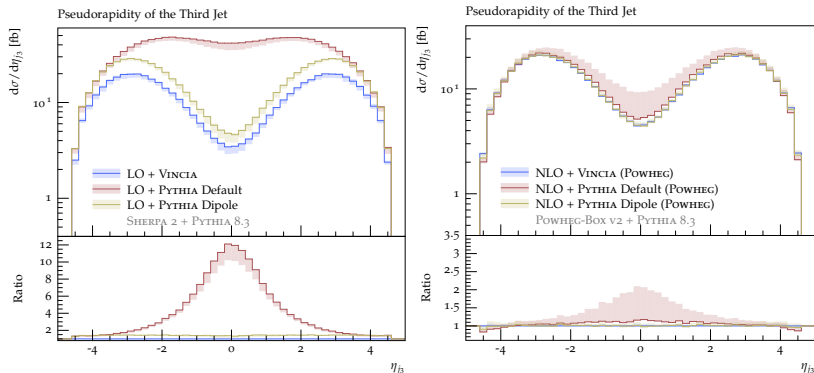 Pseudorapidity of the Third Jet
dσ/dη_{j3} [fb]
10^1
1
LO + VINCIA
LO + PYTHIA Default
LO + PYTHIA Dipole
SHERPA 2 + PYTHIA 8.3
Ratio
12
10
8
6
4
2
-4 -2 0 2 4
η_{j3}
Pseudorapidity of the Third Jet
dσ/dη_{j3} [fb]
10^1
1
NLO + VINCIA (POWHEG)
NLO + PYTHIA Default (POWHEG)
NLO + PYTHIA Dipole (POWHEG)
POWHEG-BOX v2 + PYTHIA 8.3
Ratio
3.5
3
2.5
2
1.5
1
-4 -2 0 2 4
η_{j3}